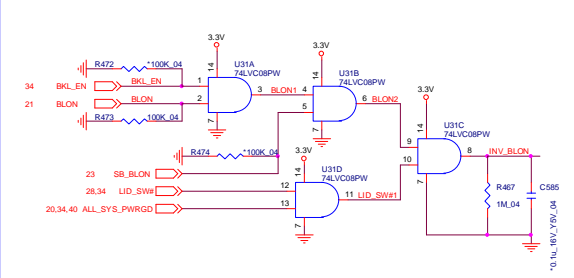 3.3V
3.3V
R472 *100K_04
U31A
74LVC08PW
14
U31B
74LVC08PW
14
3.3V
34 BKL_EN BKL_EN 1
3 BLON1 4
U31C
74LVC08PW
21 BLON BLON 2
5
6 BLON2
14
R473 100K_04
7
7
9
8 INV_BLON
R474 *100K_04
3.3V
10
U31D
74LVC08PW
14
7
23 SB_BLON
28,34 LID_SW# 12
11 LID_SW#1
R467
1M_04
C585
*0.1u_16V_Y5V_04
20,34,40 ALL_SYS_PWRGD 13
7